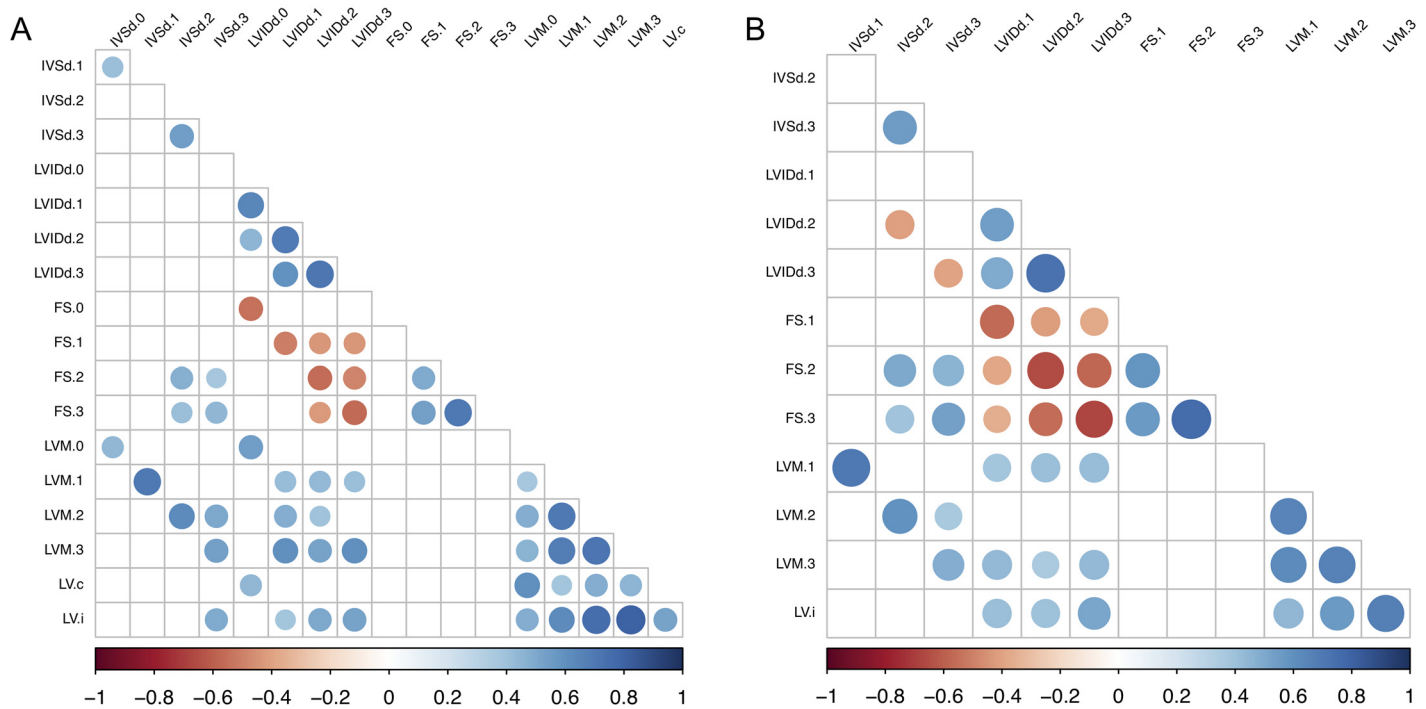 A
IVSd.0 IVSd.1 IVSd.2 IVSd.3 LVIDd.0 LVIDd.1 LVIDd.2 LVIDd.3 FS.0 FS.1 FS.2 FS.3 LVM.0 LVM.1 LVM.2 LVM.3 LV.c
IVSd.1
IVSd.2
IVSd.3
LVIDd.0
LVIDd.1
LVIDd.2
LVIDd.3
FS.0
FS.1
FS.2
FS.3
LVM.0
LVM.1
LVM.2
LVM.3
LV.c
LV.i
−1 −0.8 −0.6 −0.4 −0.2 0 0.2 0.4 0.6 0.8 1
B
IVSd.1 IVSd.2 IVSd.3 LVIDd.1 LVIDd.2 LVIDd.3 FS.1 FS.2 FS.3 LVM.1 LVM.2 LVM.3
IVSd.2
IVSd.3
LVIDd.1
LVIDd.2
LVIDd.3
FS.1
FS.2
FS.3
LVM.1
LVM.2
LVM.3
LV.i
−1 −0.8 −0.6 −0.4 −0.2 0 0.2 0.4 0.6 0.8 1